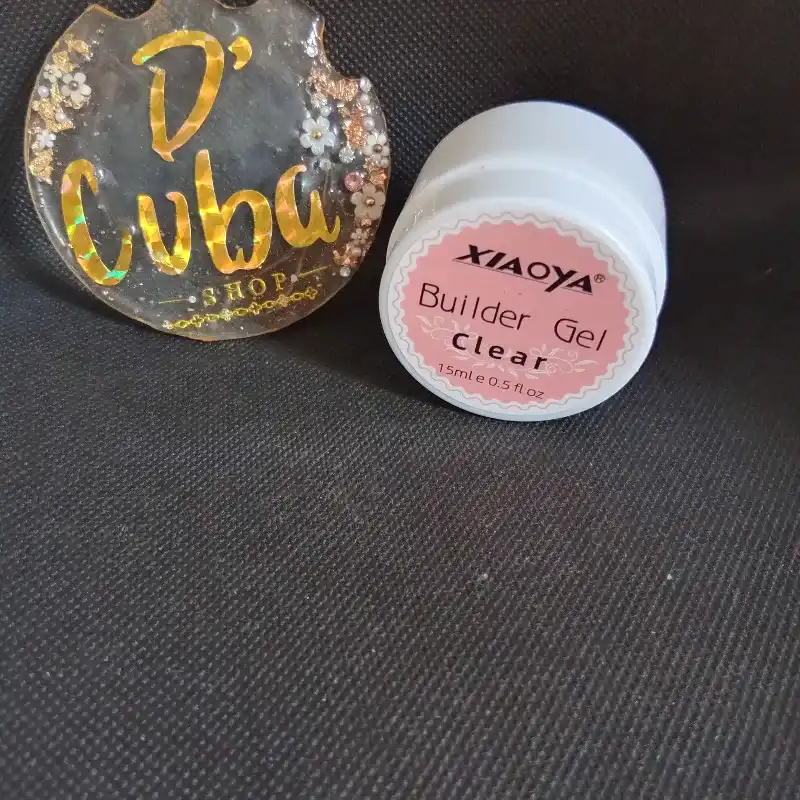 D'
Cuba
SHOP
XIAOYA®
Builder Gel
Clear
15ml e 0.5 fl oz